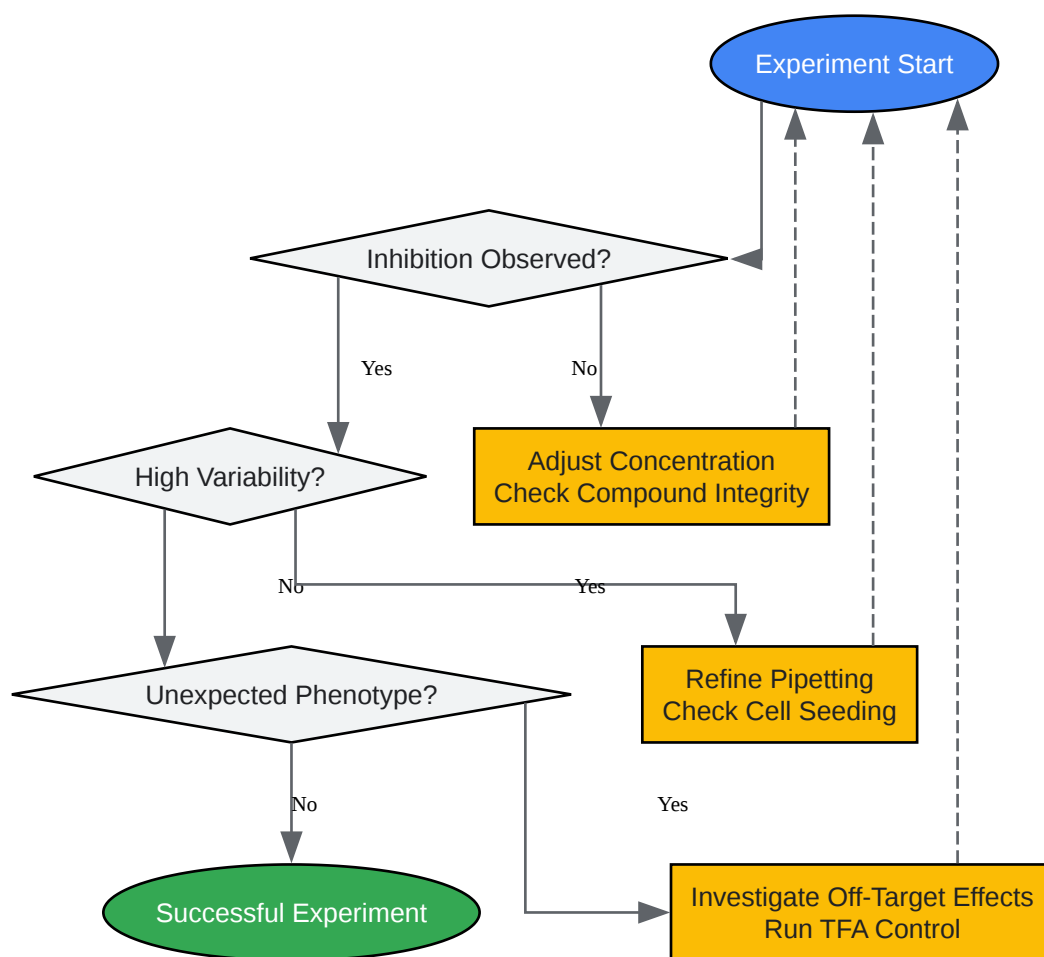 Experiment Start
Inhibition Observed?
Yes
No
High Variability?
Adjust Concentration
Check Compound Integrity
No
Yes
Unexpected Phenotype?
Refine Pipetting
Check Cell Seeding
No
Yes
Successful Experiment
Investigate Off-Target Effects
Run TFA Control